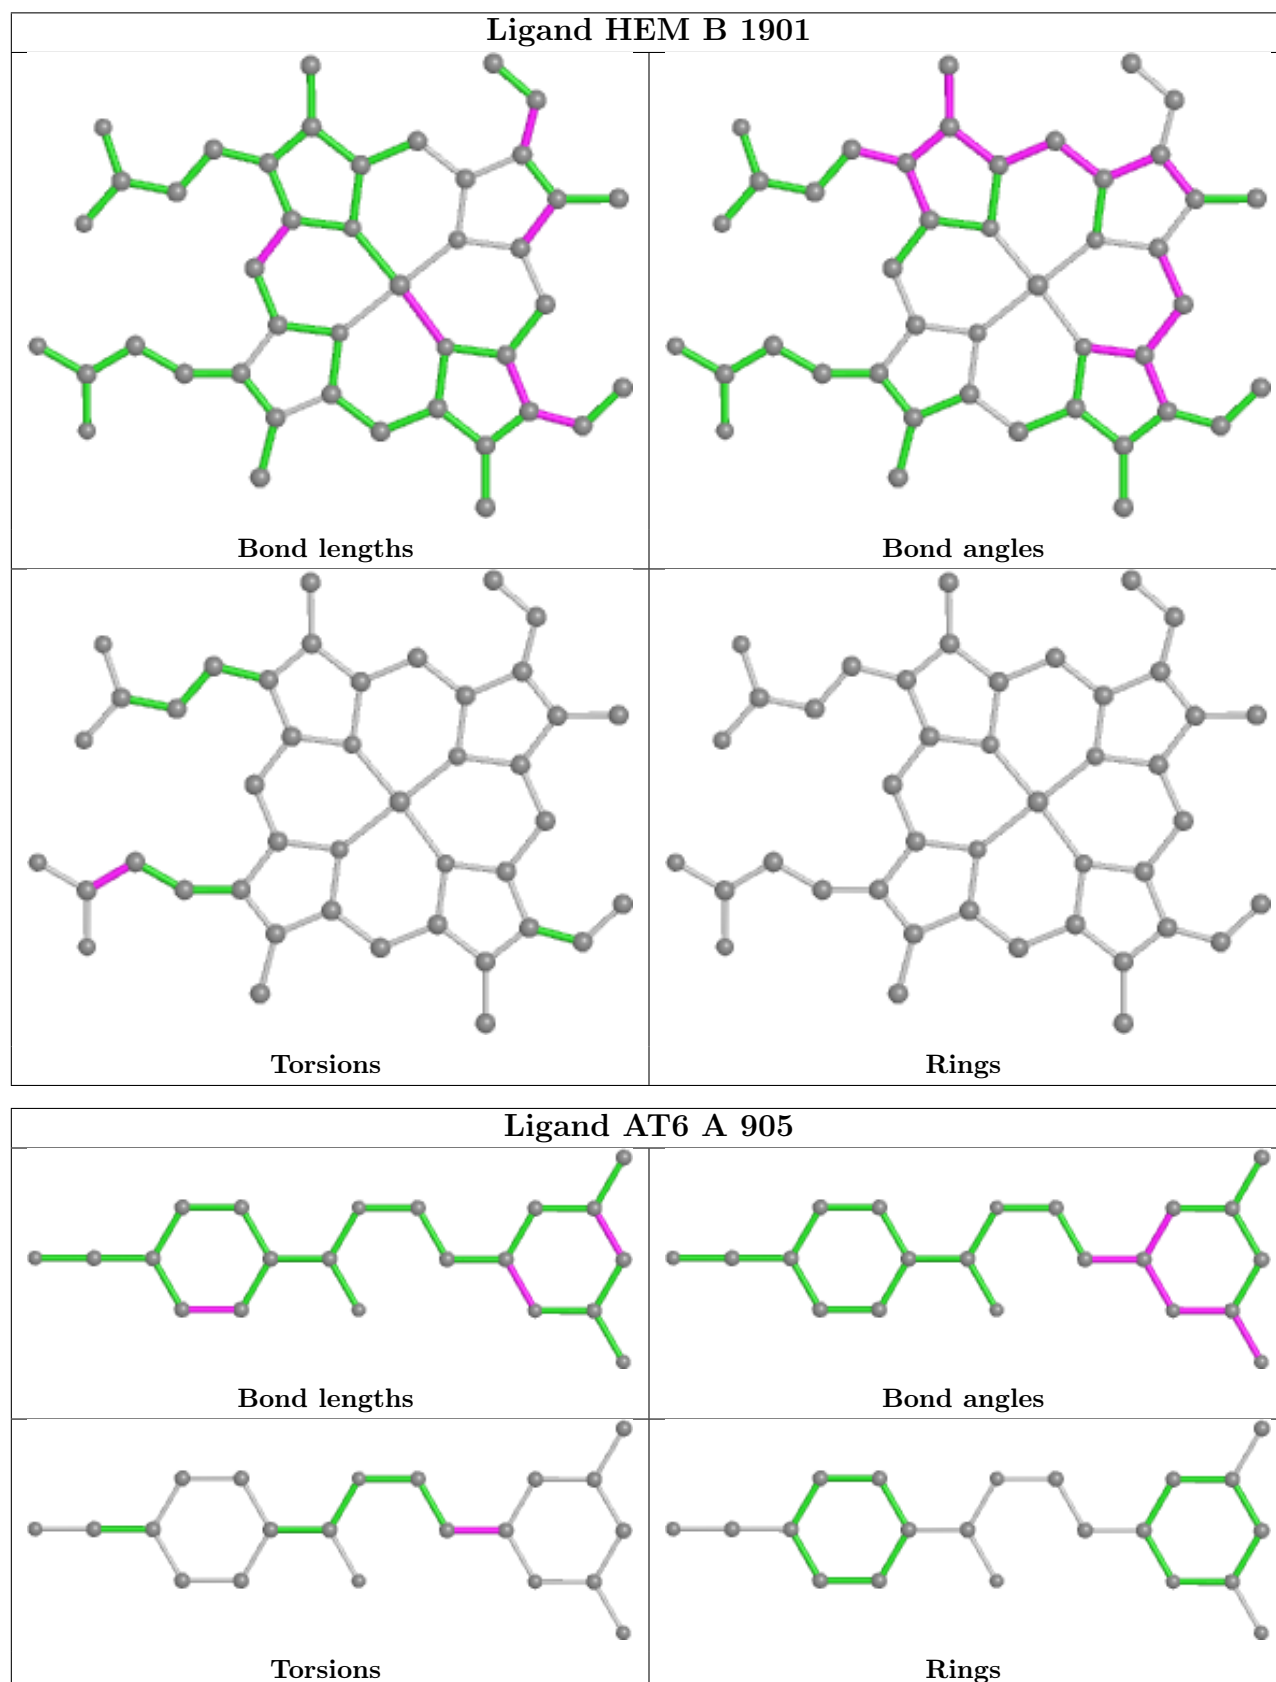 Ligand HEM B 1901
Bond lengths
Bond angles
Torsions
Rings
Ligand AT6 A 905
Bond lengths
Bond angles
Torsions
Rings